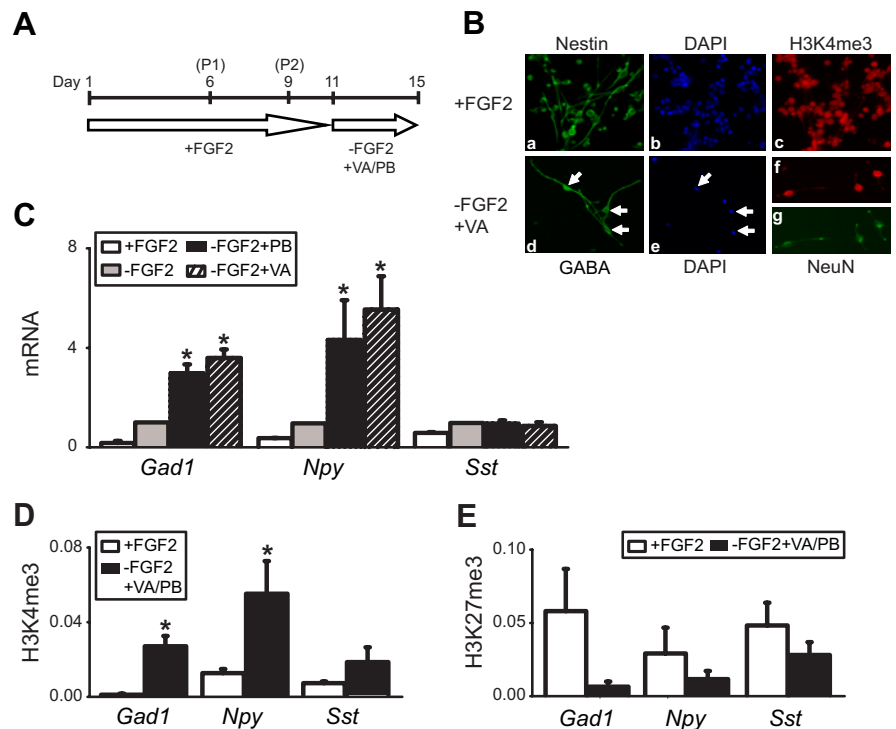 A
(P1) (P2)
Day 1 6 9 11 15
+FGF2
-FGF2
+VA/PB
B
Nestin DAPI H3K4me3
+FGF2
a b c
-FGF2
+VA
d e f g
GABA DAPI NeuN
C
+FGF2 -FGF2+PB
-FGF2 -FGF2+VA
mRNA
8
4
0
* * * *
Gad1 Npy Sst
D
+FGF2
-FGF2
+VA/PB
H3K4me3
0.08
0.04
0.00
* *
Gad1 Npy Sst
E
+FGF2 -FGF2+VA/PB
H3K27me3
0.10
0.05
0.00
Gad1 Npy Sst